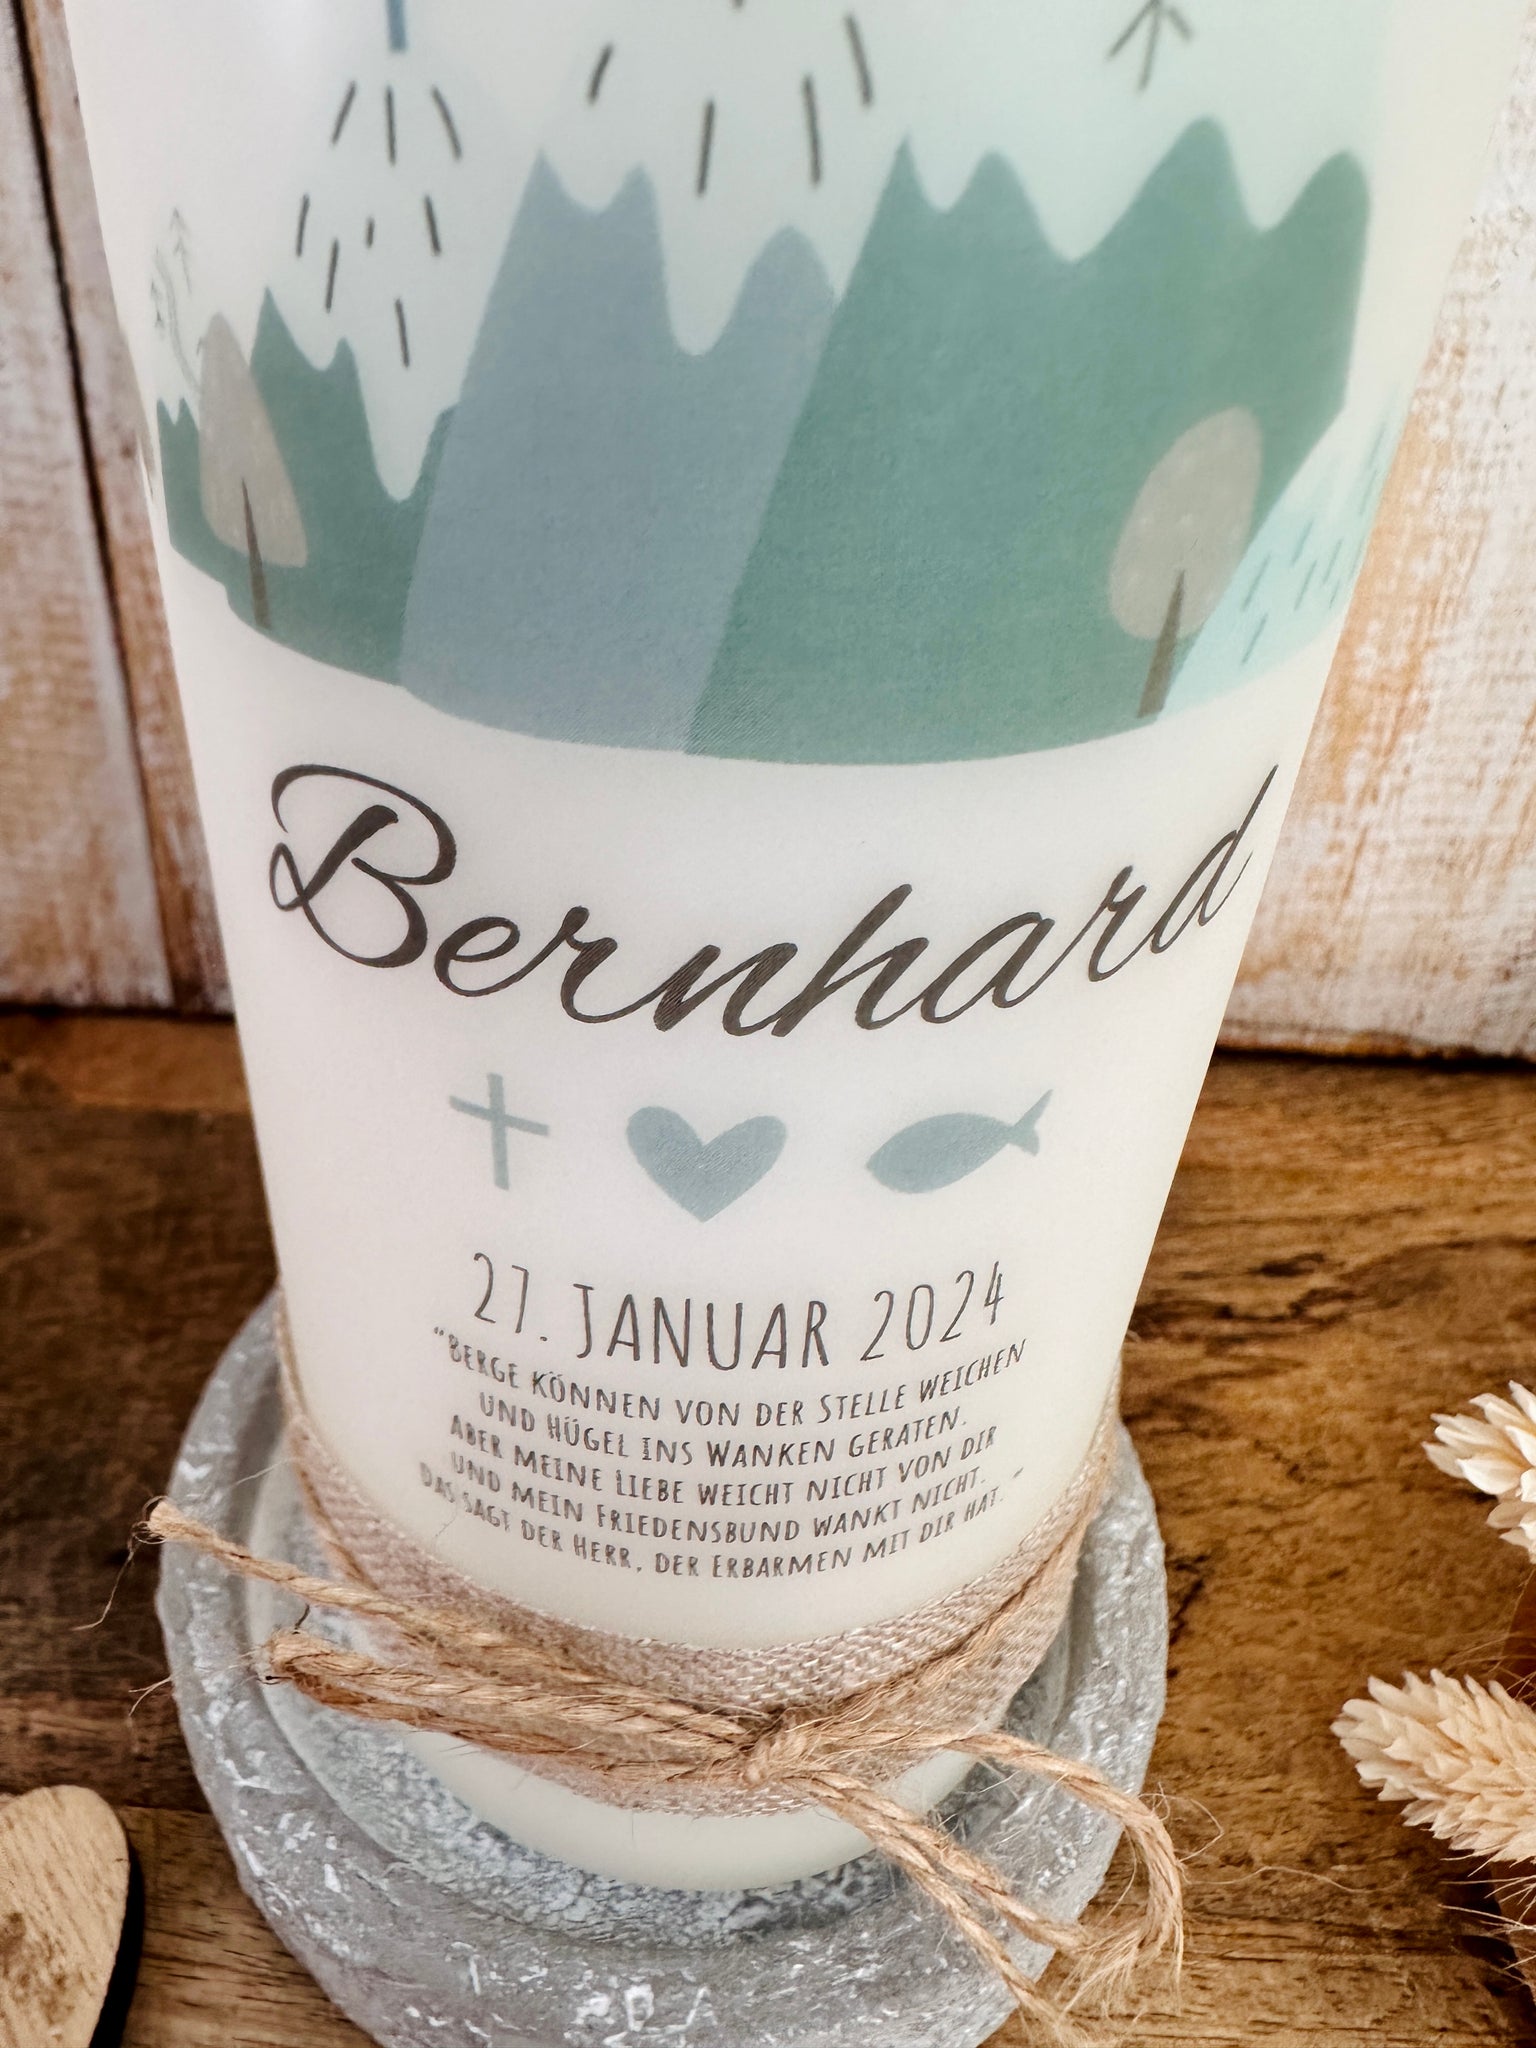 Bernhard
27. JANUAR 2024
"BERGE KÖNNEN VON DER STELLE WEICHEN
UND HÜGEL INS WANKEN GERATEN.
ABER MEINE LIEBE WEICHT NICHT VON DIR
UND MEIN FRIEDENSBUND WANKT NICHT.
DAS SAGT DER HERR, DER ERBARMEN MIT DIR HAT."